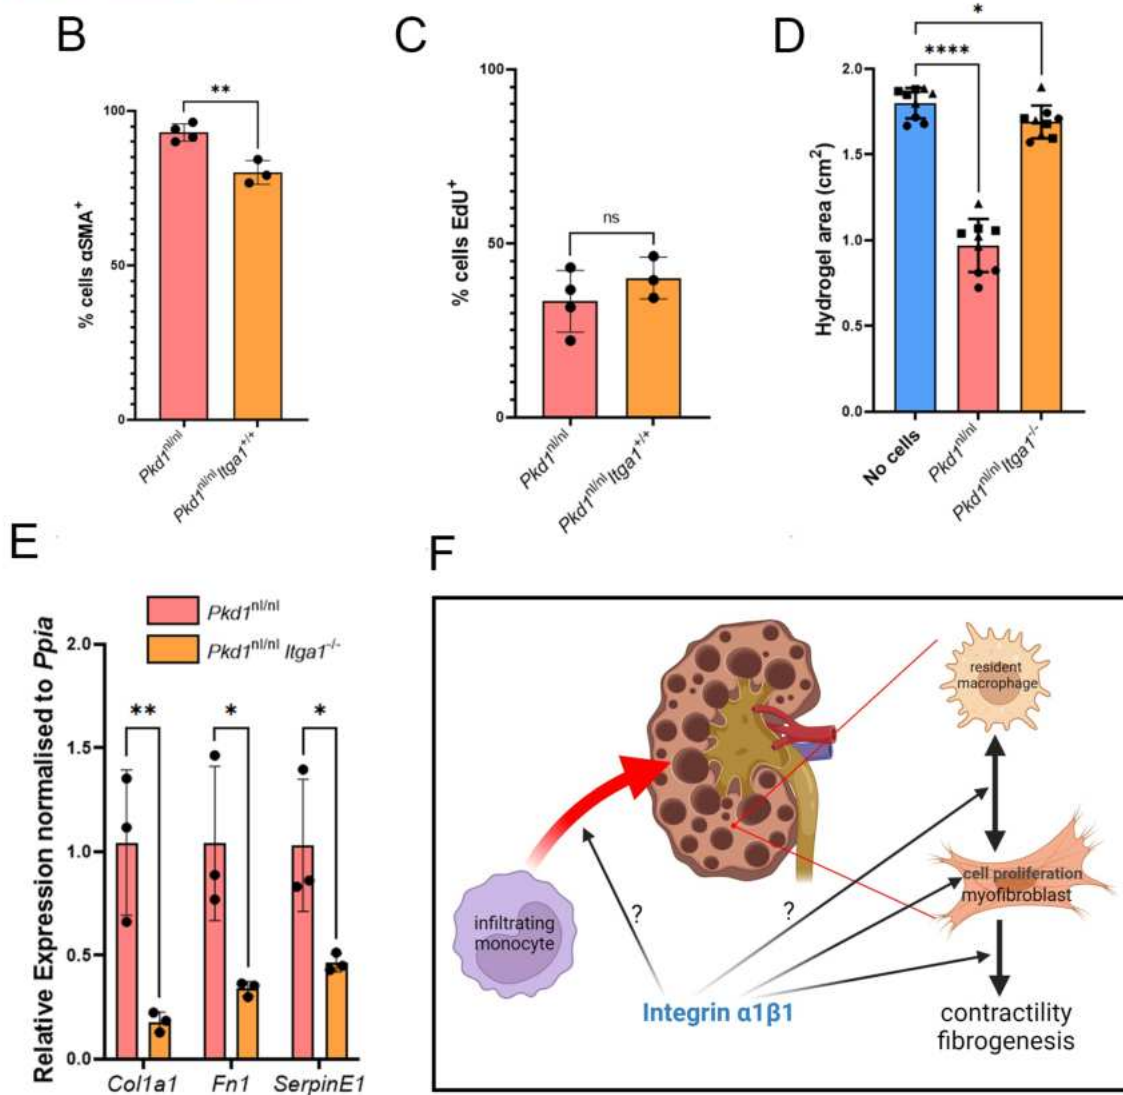 B
**
100
50
0
% cells αSMA⁺
Pkd1ⁿˡ/ⁿˡ
Pkd1ⁿˡ/ⁿˡ Itga1⁺/⁺
C
ns
100
50
0
% cells EdU⁺
Pkd1ⁿˡ/ⁿˡ
Pkd1ⁿˡ/ⁿˡ Itga1⁺/⁺
D
*
****
2.0
1.5
1.0
0.5
0.0
Hydrogel area (cm²)
No cells
Pkd1ⁿˡ/ⁿˡ
Pkd1ⁿˡ/ⁿˡ Itga1⁻/⁻
E
Pkd1ⁿˡ/ⁿˡ
Pkd1ⁿˡ/ⁿˡ Itga1⁻/⁻
2.0
1.5
1.0
0.5
0.0
Relative Expression normalised to Ppia
** * *
Col1a1 Fn1 SerpinE1
F
resident
macrophage
cell proliferation
myofibroblast
infiltrating
monocyte
?
?
Integrin α1β1
contractility
fibrogenesis